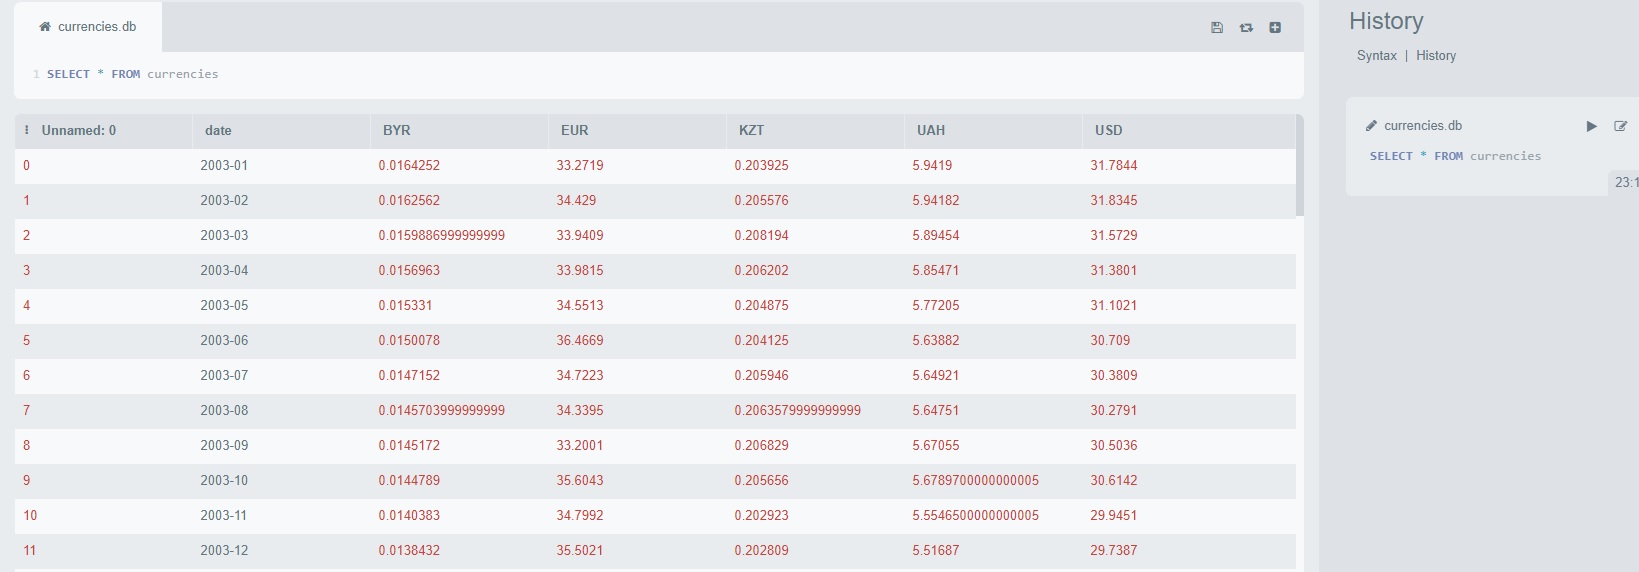 currencies.db
1 SELECT * FROM currencies
Unnamed: 0 date BYR EUR KZT UAH USD
0 2003-01 0.0164252 33.2719 0.203925 5.9419 31.7844
1 2003-02 0.0162562 34.429 0.205576 5.94182 31.8345
2 2003-03 0.0159886999999999 33.9409 0.208194 5.89454 31.5729
3 2003-04 0.0156963 33.9815 0.206202 5.85471 31.3801
4 2003-05 0.015331 34.5513 0.204875 5.77205 31.1021
5 2003-06 0.0150078 36.4669 0.204125 5.63882 30.709
6 2003-07 0.0147152 34.7223 0.205946 5.64921 30.3809
7 2003-08 0.0145703999999999 34.3395 0.2063579999999999 5.64751 30.2791
8 2003-09 0.0145172 33.2001 0.206829 5.67055 30.5036
9 2003-10 0.0144789 35.6043 0.205656 5.6789700000000005 30.6142
10 2003-11 0.0140383 34.7992 0.202923 5.5546500000000005 29.9451
11 2003-12 0.0138432 35.5021 0.202809 5.51687 29.7387
History
Syntax | History
currencies.db
SELECT * FROM currencies
23:1